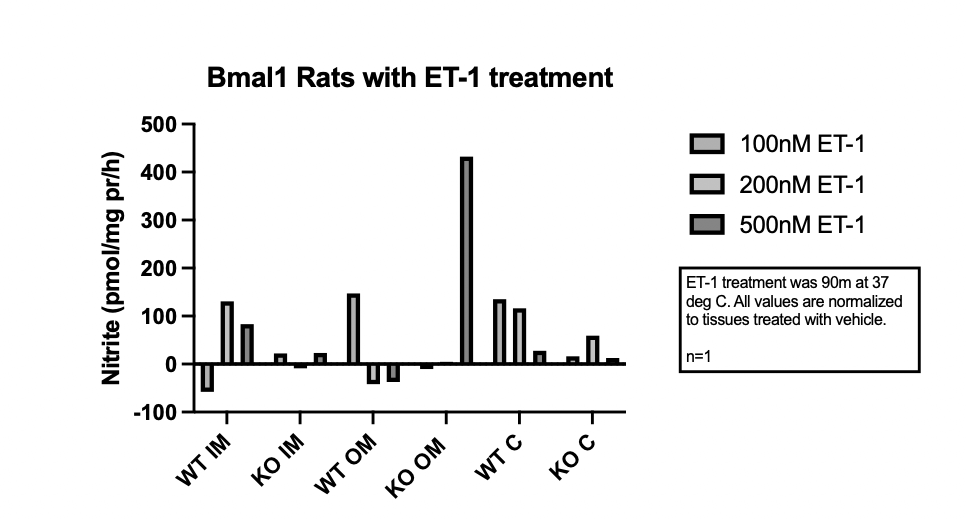 Bmal1 Rats with ET-1 treatment
Nitrite (pmol/mg pr/h)
500
400
300
200
100
0
-100
WT IM
KO IM
WT OM
KO OM
WT C
KO C
100nM ET-1
200nM ET-1
500nM ET-1
ET-1 treatment was 90m at 37
deg C. All values are normalized
to tissues treated with vehicle.
n=1